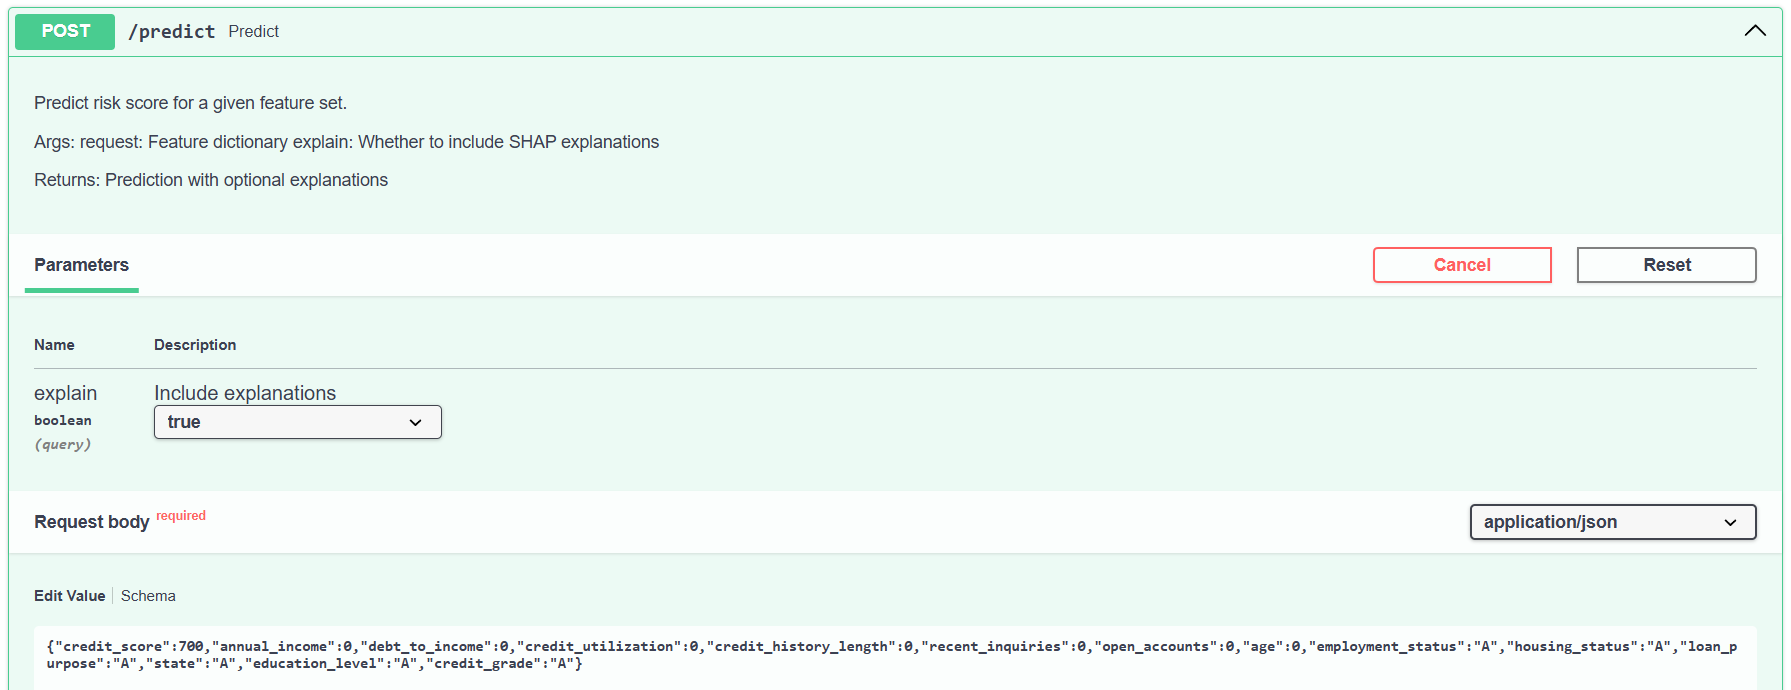 POST /predict Predict
Predict risk score for a given feature set.
Args: request: Feature dictionary explain: Whether to include SHAP explanations
Returns: Prediction with optional explanations
Parameters Cancel Reset
Name Description
explain Include explanations
boolean true
(query)
Request body required application/json
Edit Value Schema
{"credit_score":700,"annual_income":0,"debt_to_income":0,"credit_utilization":0,"credit_history_length":0,"recent_inquiries":0,"open_accounts":0,"age":0,"employment_status":"A","housing_status":"A","loan_p
urpose":"A","state":"A","education_level":"A","credit_grade":"A"}